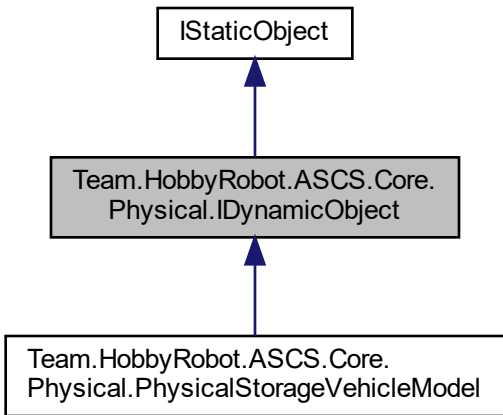 IStaticObject
Team.HobbyRobot.ASCS.Core.
Physical.IDynamicObject
Team.HobbyRobot.ASCS.Core.
Physical.PhysicalStorageVehicleModel